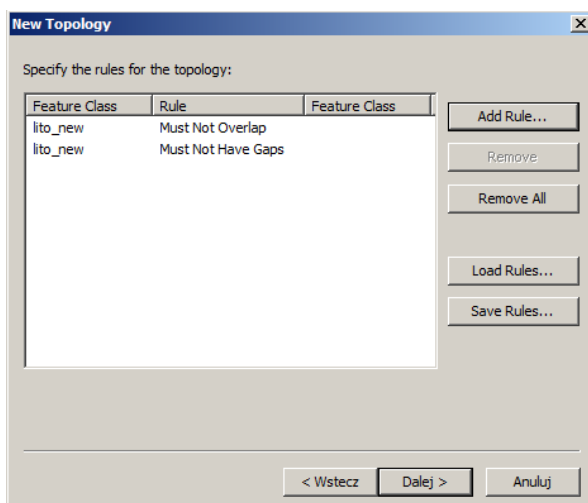 New Topology
Specify the rules for the topology:
Feature Class Rule Feature Class
lito_new Must Not Overlap
lito_new Must Not Have Gaps
Add Rule...
Remove
Remove All
Load Rules...
Save Rules...
< Wstecz Dalej > Anuluj